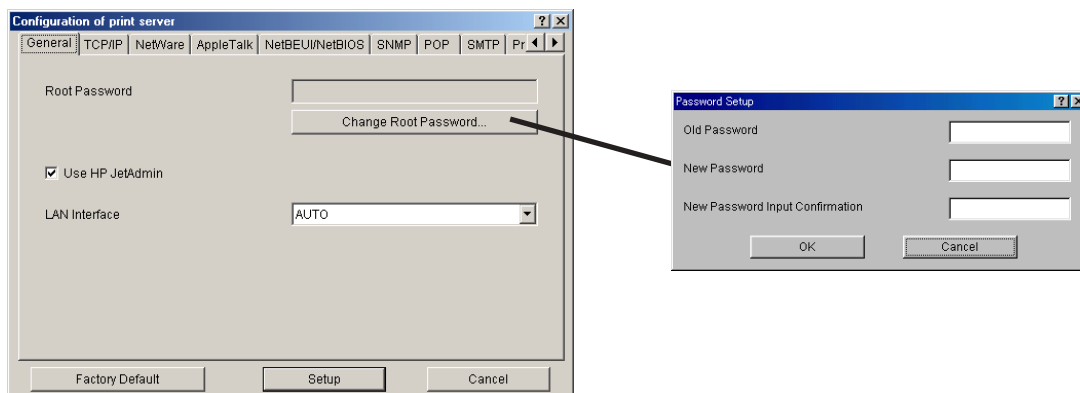 Configuration of print server
General TCP/IP NetWare AppleTalk NetBEUI/NetBIOS SNMP POP SMTP Pr
Root Password
Change Root Password...
Use HP JetAdmin
LAN Interface AUTO
Factory Default Setup Cancel
Password Setup
Old Password
New Password
New Password Input Confirmation
OK Cancel